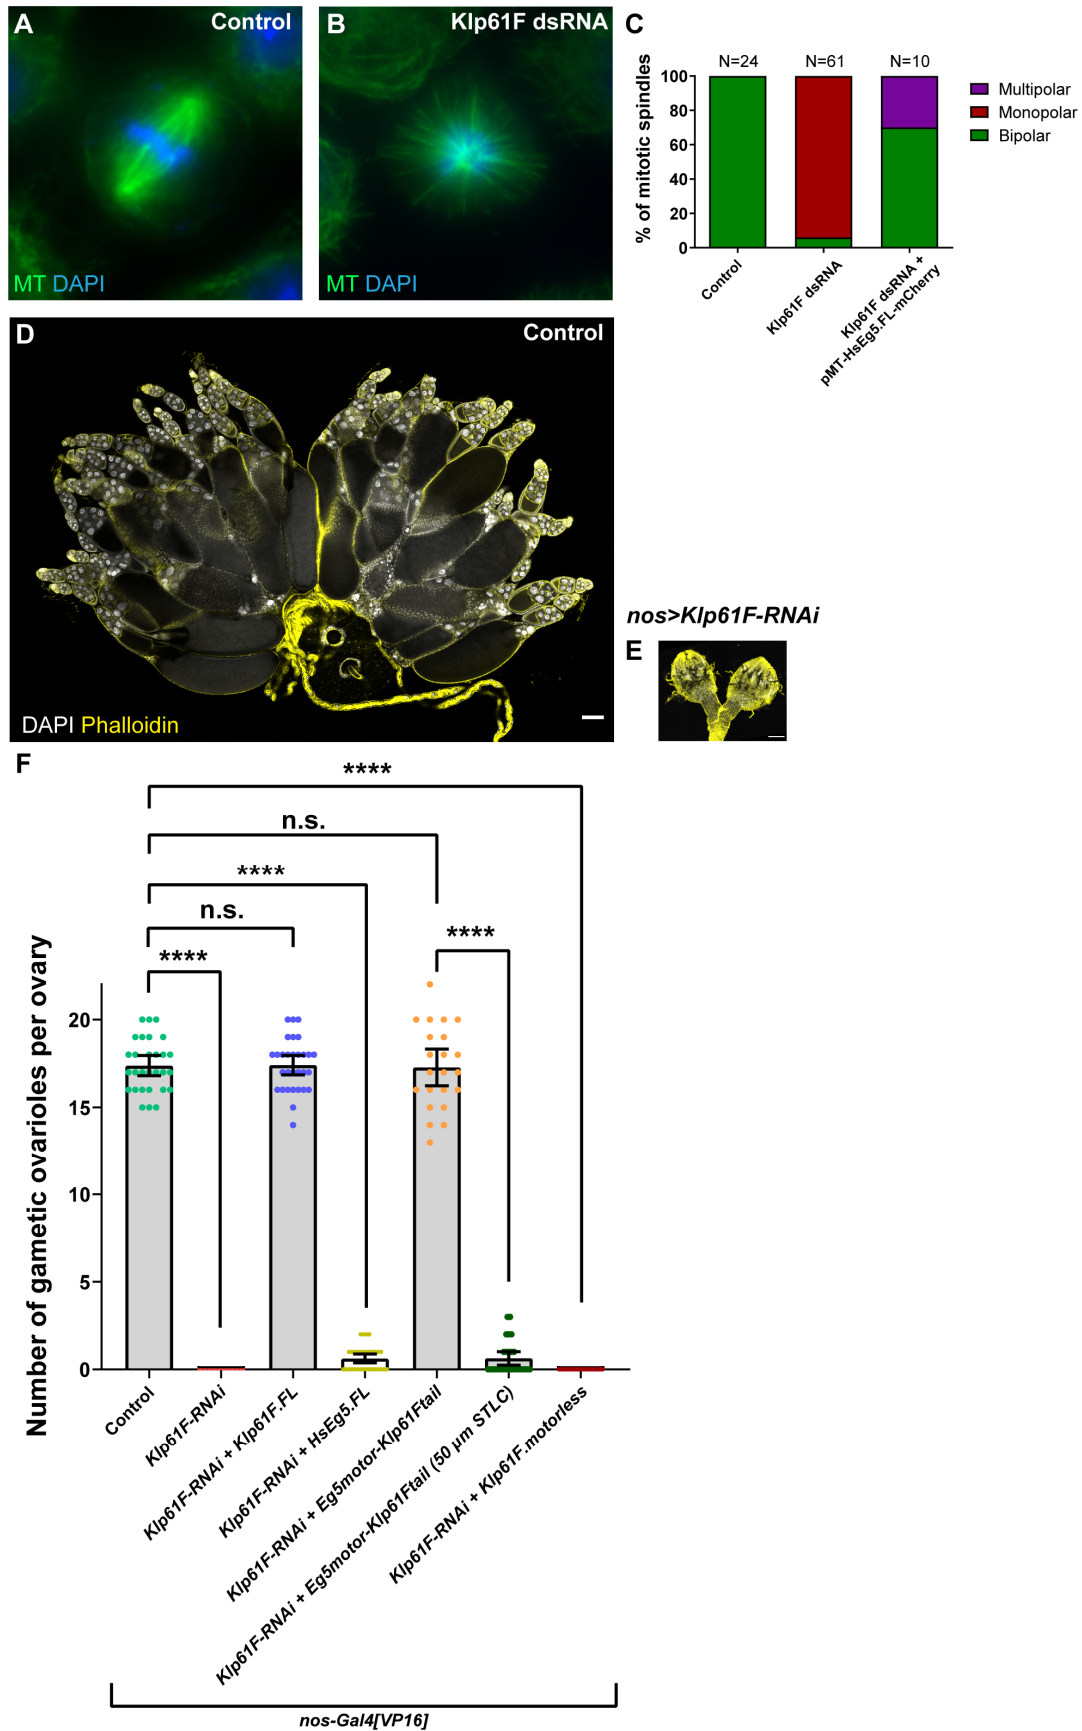 A
Control
MT DAPI
B
Klp61F dsRNA
MT DAPI
C
N=24
N=61
N=10
% of mitotic spindles
100
80
60
40
20
0
Multipolar
Monopolar
Bipolar
Control
Klp61F dsRNA
Klp61F dsRNA +
pMT-HsEg5.FL-mCherry
D
Control
DAPI Phalloidin
nos>Klp61F-RNAi
E
F
****
n.s.
****
n.s.
****
****
Number of gametic ovarioles per ovary
20
15
10
5
0
Control
Klp61F-RNAi
Klp61F-RNAi + Klp61F.FL
Klp61F-RNAi + HsEg5.FL
Klp61F-RNAi + Eg5motor-Klp61Ftail
Klp61F-RNAi + Eg5motor-Klp61Ftail (50 µm STLC)
Klp61F-RNAi + Klp61F.motorless
nos-Gal4[VP16]